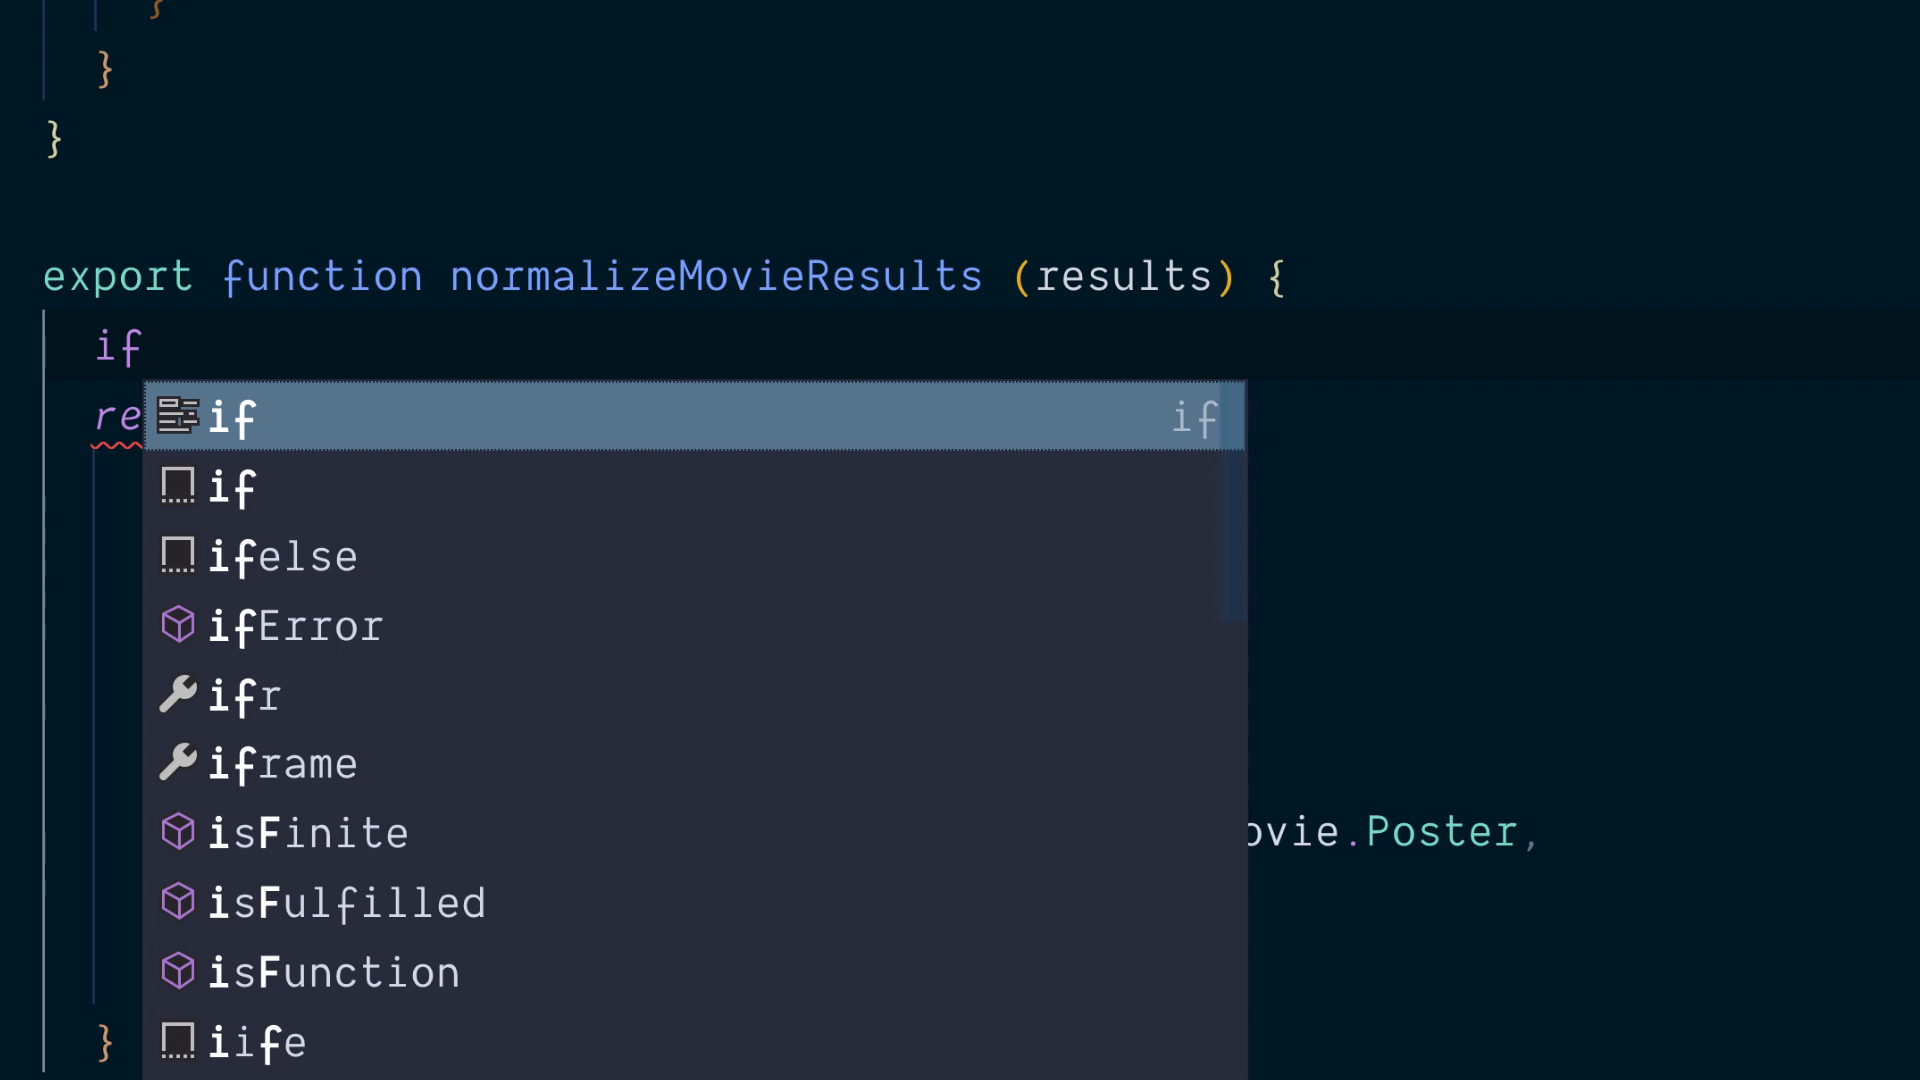 }
}
}
export function normalizeMovieResults (results) {
if
re
if if
if
ifelse
ifError
ifr
iframe
isFinite
ovie.Poster,
isFulfilled
isFunction
} iife